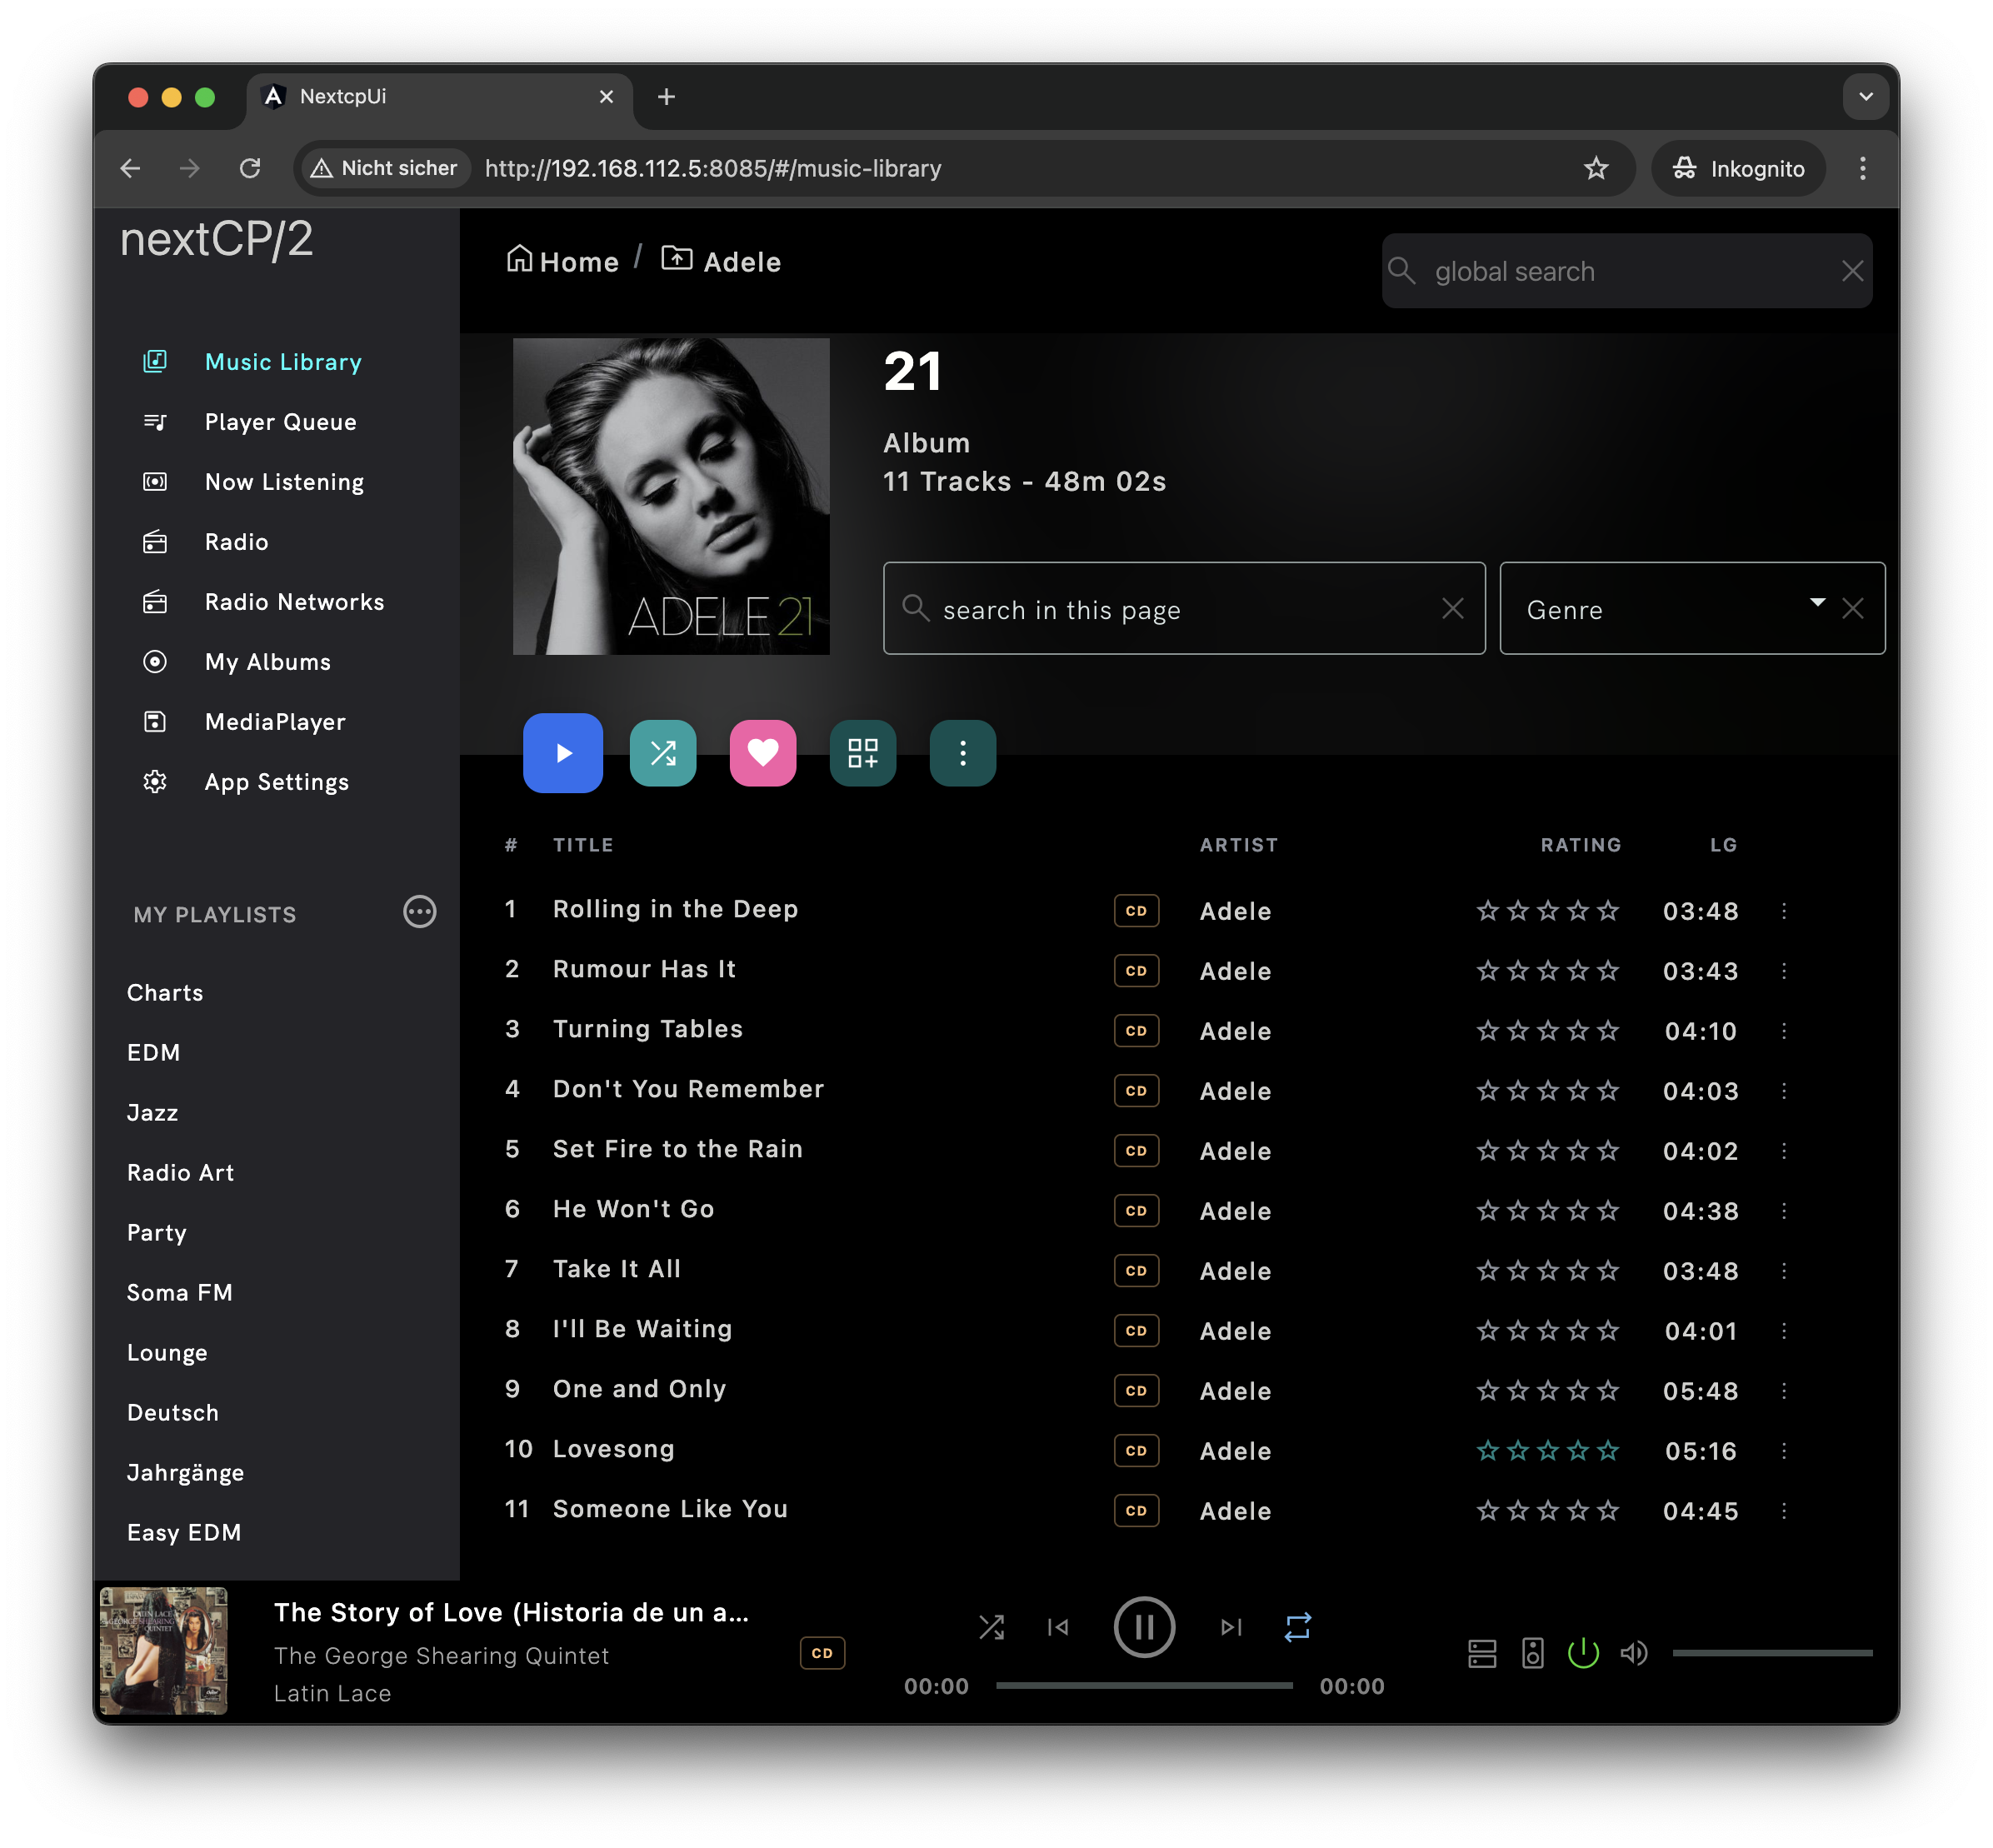 NextcpUi
Nicht sicher http://192.168.112.5:8085/#/music-library Inkognito
nextCP/2
Music Library
Player Queue
Now Listening
Radio
Radio Networks
My Albums
MediaPlayer
App Settings
MY PLAYLISTS
Charts
EDM
Jazz
Radio Art
Party
Soma FM
Lounge
Deutsch
Jahrgänge
Easy EDM
Home / Adele
global search
ADELE 21
21
Album
11 Tracks - 48m 02s
search in this page
Genre
# TITLE ARTIST RATING LG
1 Rolling in the Deep CD Adele 03:48
2 Rumour Has It CD Adele 03:43
3 Turning Tables CD Adele 04:10
4 Don't You Remember CD Adele 04:03
5 Set Fire to the Rain CD Adele 04:02
6 He Won't Go CD Adele 04:38
7 Take It All CD Adele 03:48
8 I'll Be Waiting CD Adele 04:01
9 One and Only CD Adele 05:48
10 Lovesong CD Adele 05:16
11 Someone Like You CD Adele 04:45
The Story of Love (Historia de un a...
The George Shearing Quintet
Latin Lace
CD
00:00 00:00